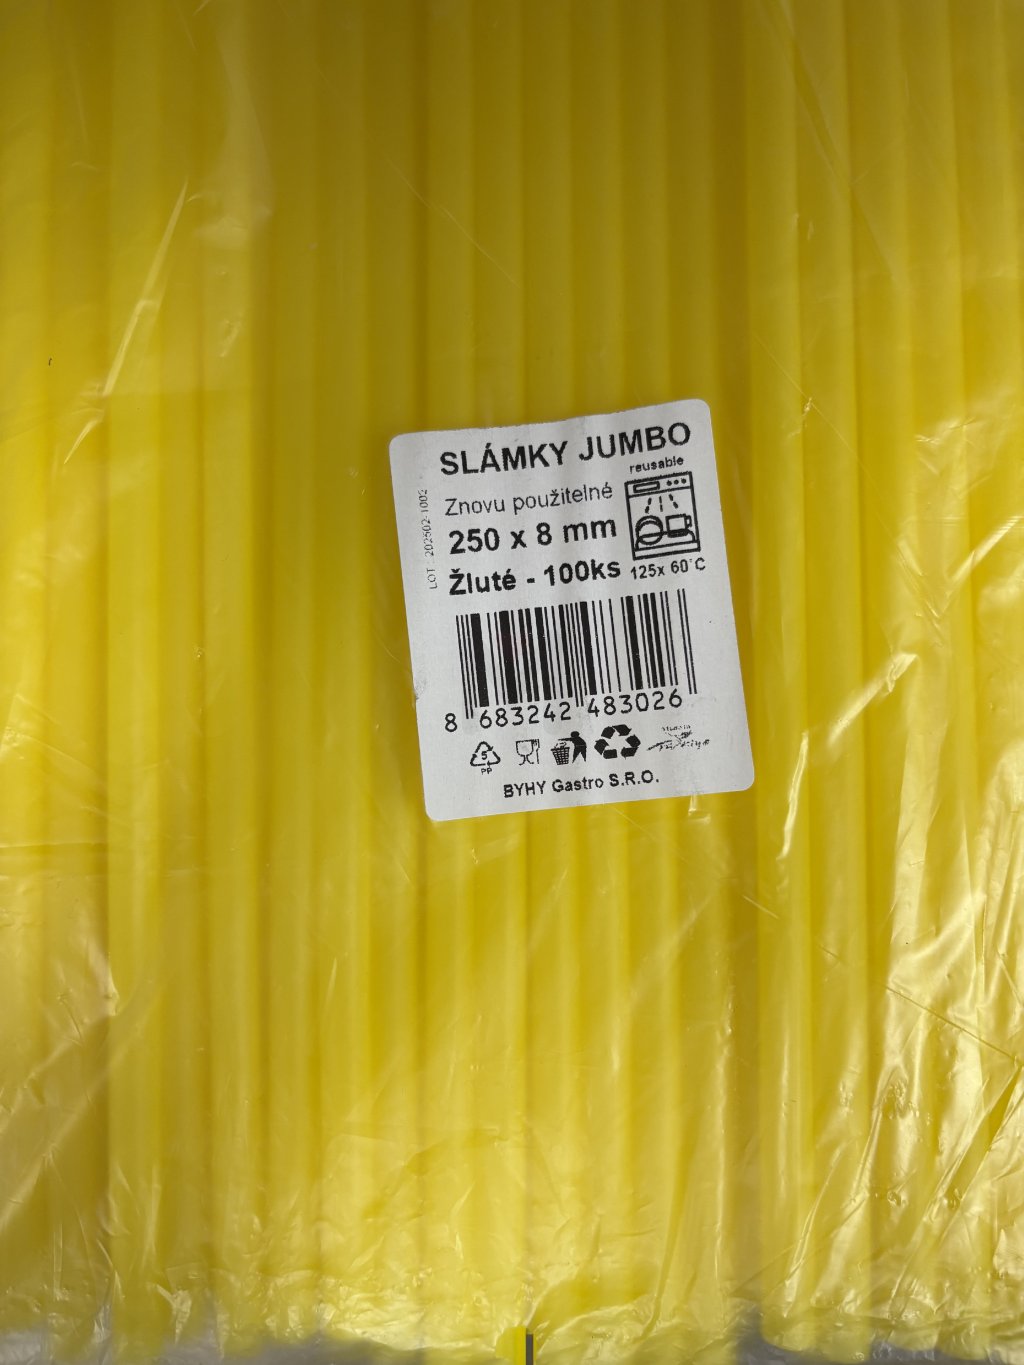 SLÁMKY JUMBO
reusable
Znovu použitelné
250 x 8 mm
Žluté - 100ks
125x 60°C
LOT: 202502-1002
8 683242 483026
5
PP
BYHY Gastro S.R.O.